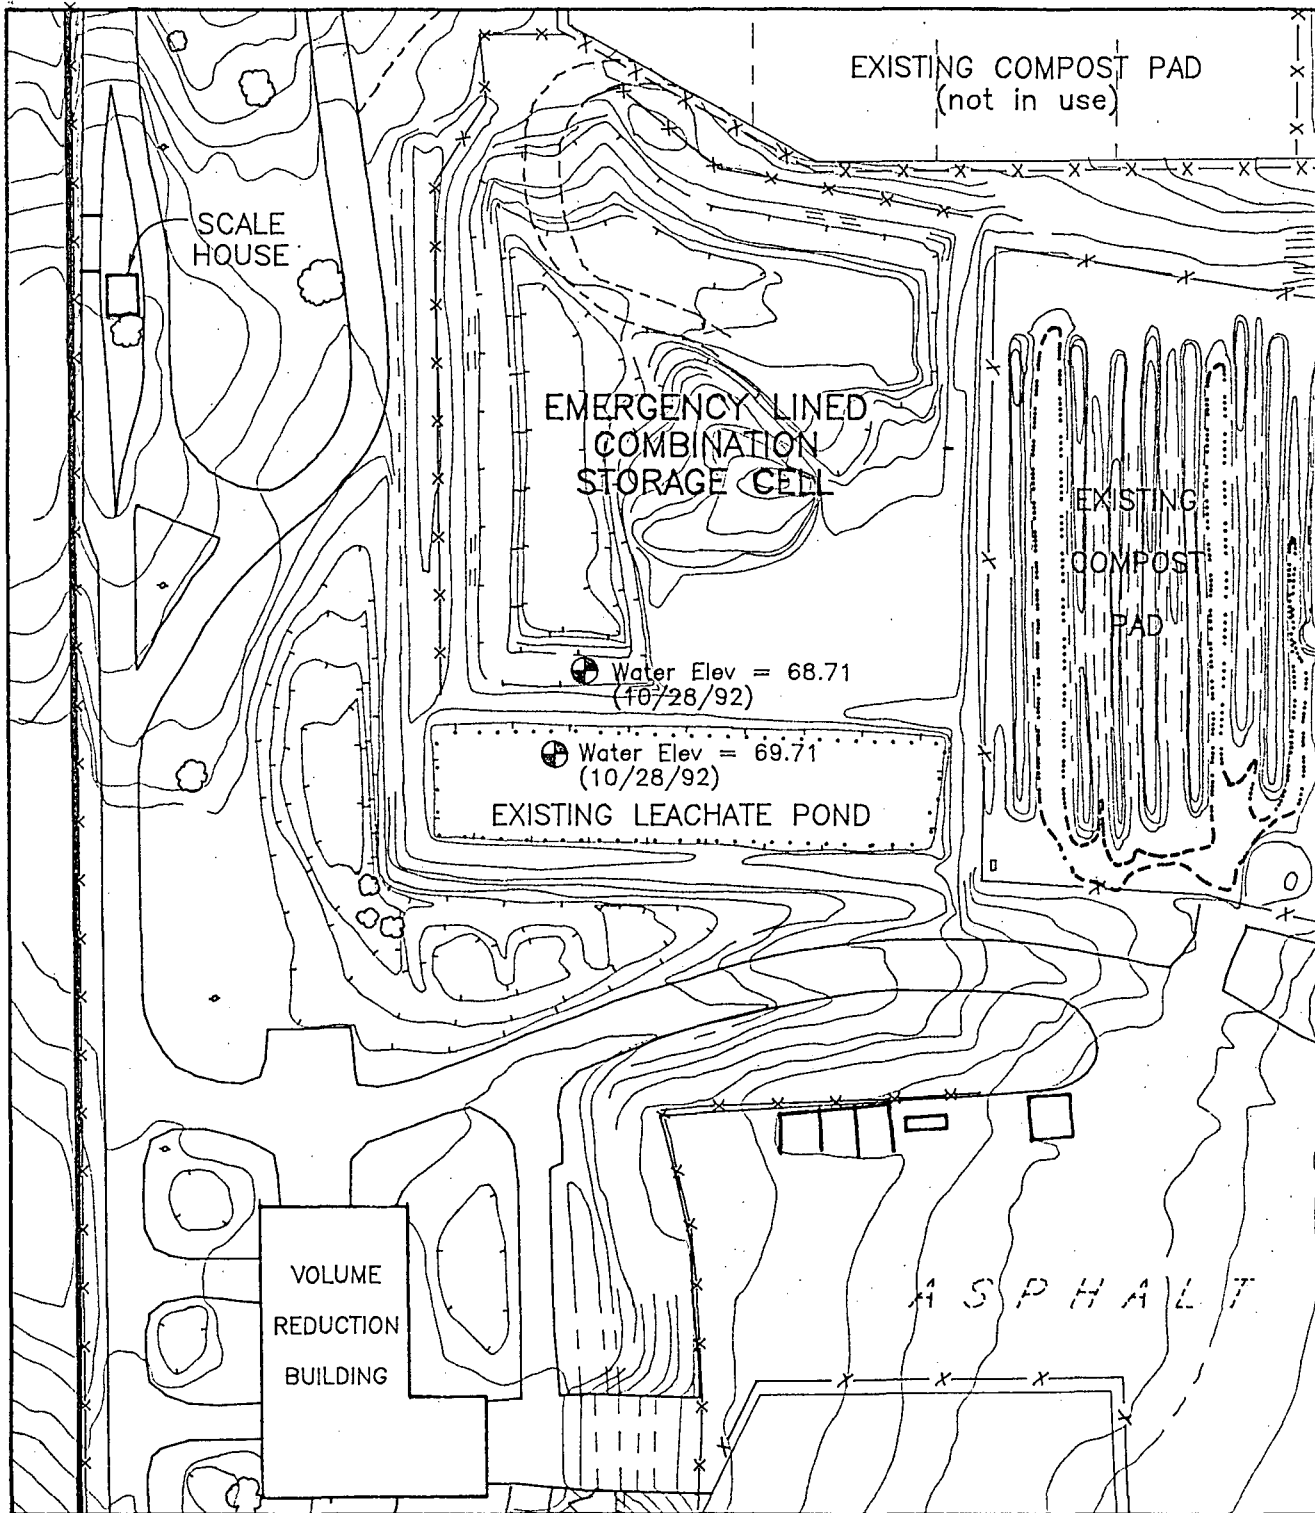 EXISTING COMPOST PAD
(not in use)
SCALE
HOUSE
EMERGENCY LINED
COMBINATION
STORAGE CELL
EXISTING
COMPOST
PAD
Water Elev = 68.71
(10/28/92)
Water Elev = 69.71
(10/28/92)
EXISTING LEACHATE POND
VOLUME
REDUCTION
BUILDING
ASPHALT